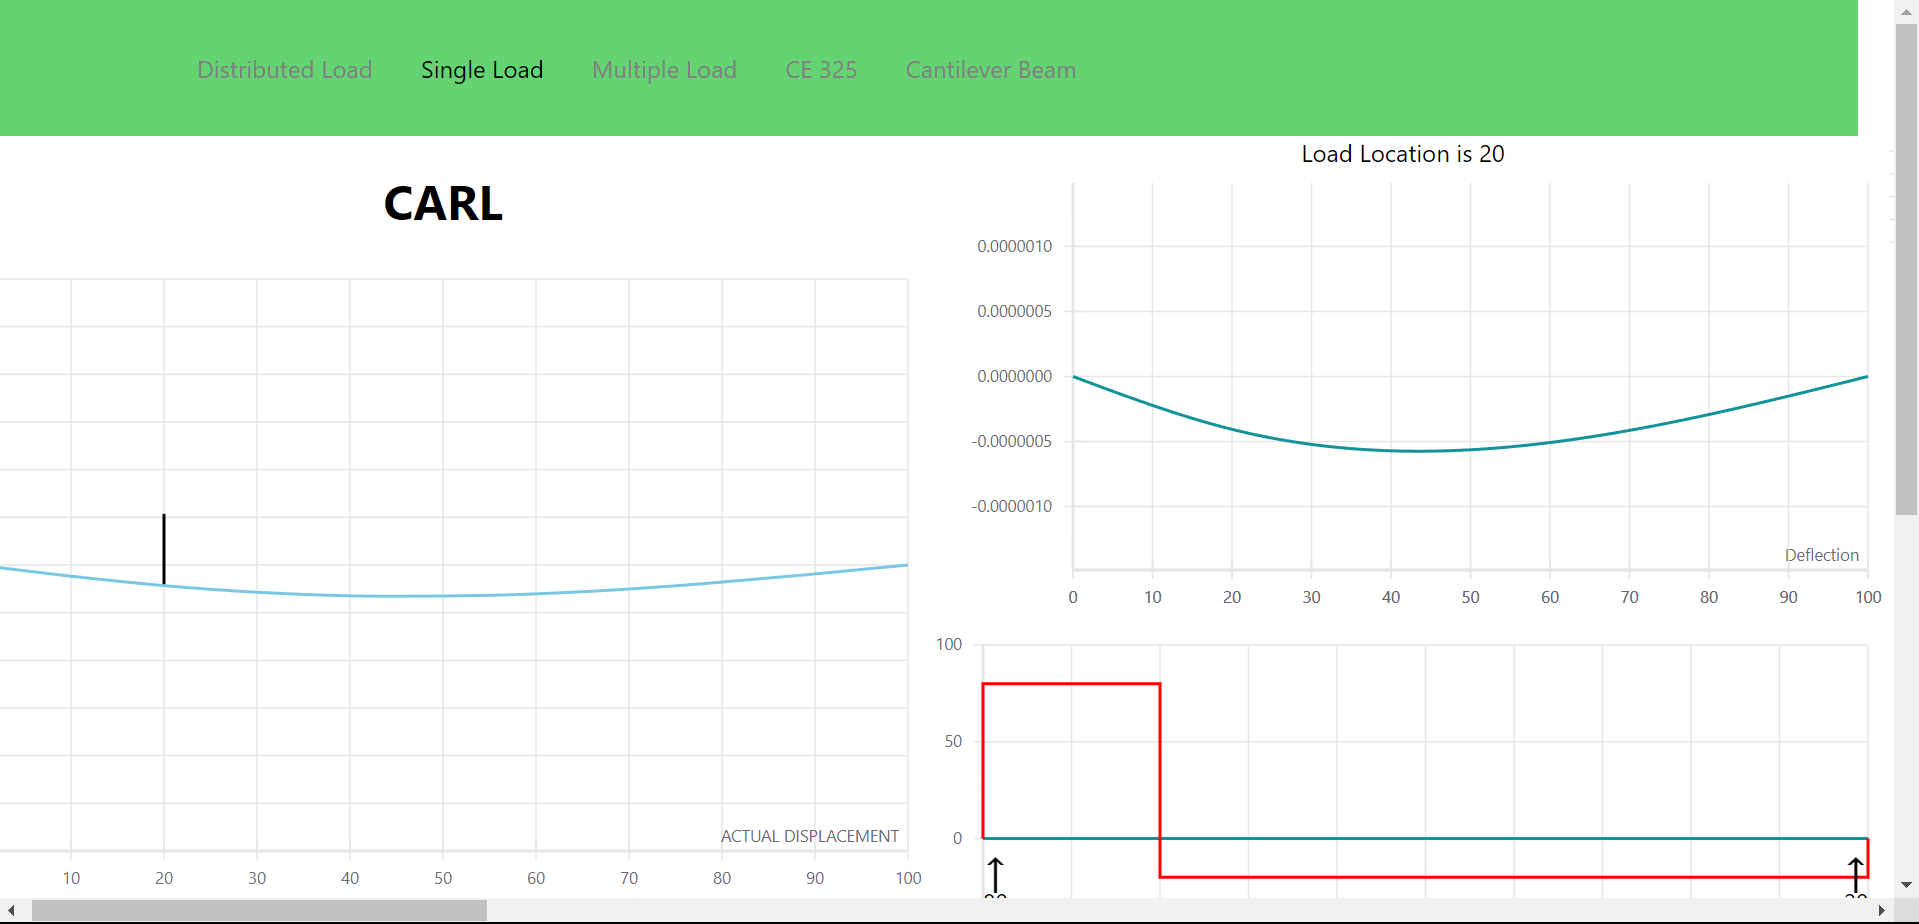 Distributed Load Single Load Multiple Load CE 325 Cantilever Beam
CARL
ACTUAL DISPLACEMENT
10 20 30 40 50 60 70 80 90 100
Load Location is 20
0.0000010
0.0000005
0.0000000
-0.0000005
-0.0000010
Deflection
0 10 20 30 40 50 60 70 80 90 100
100
50
0